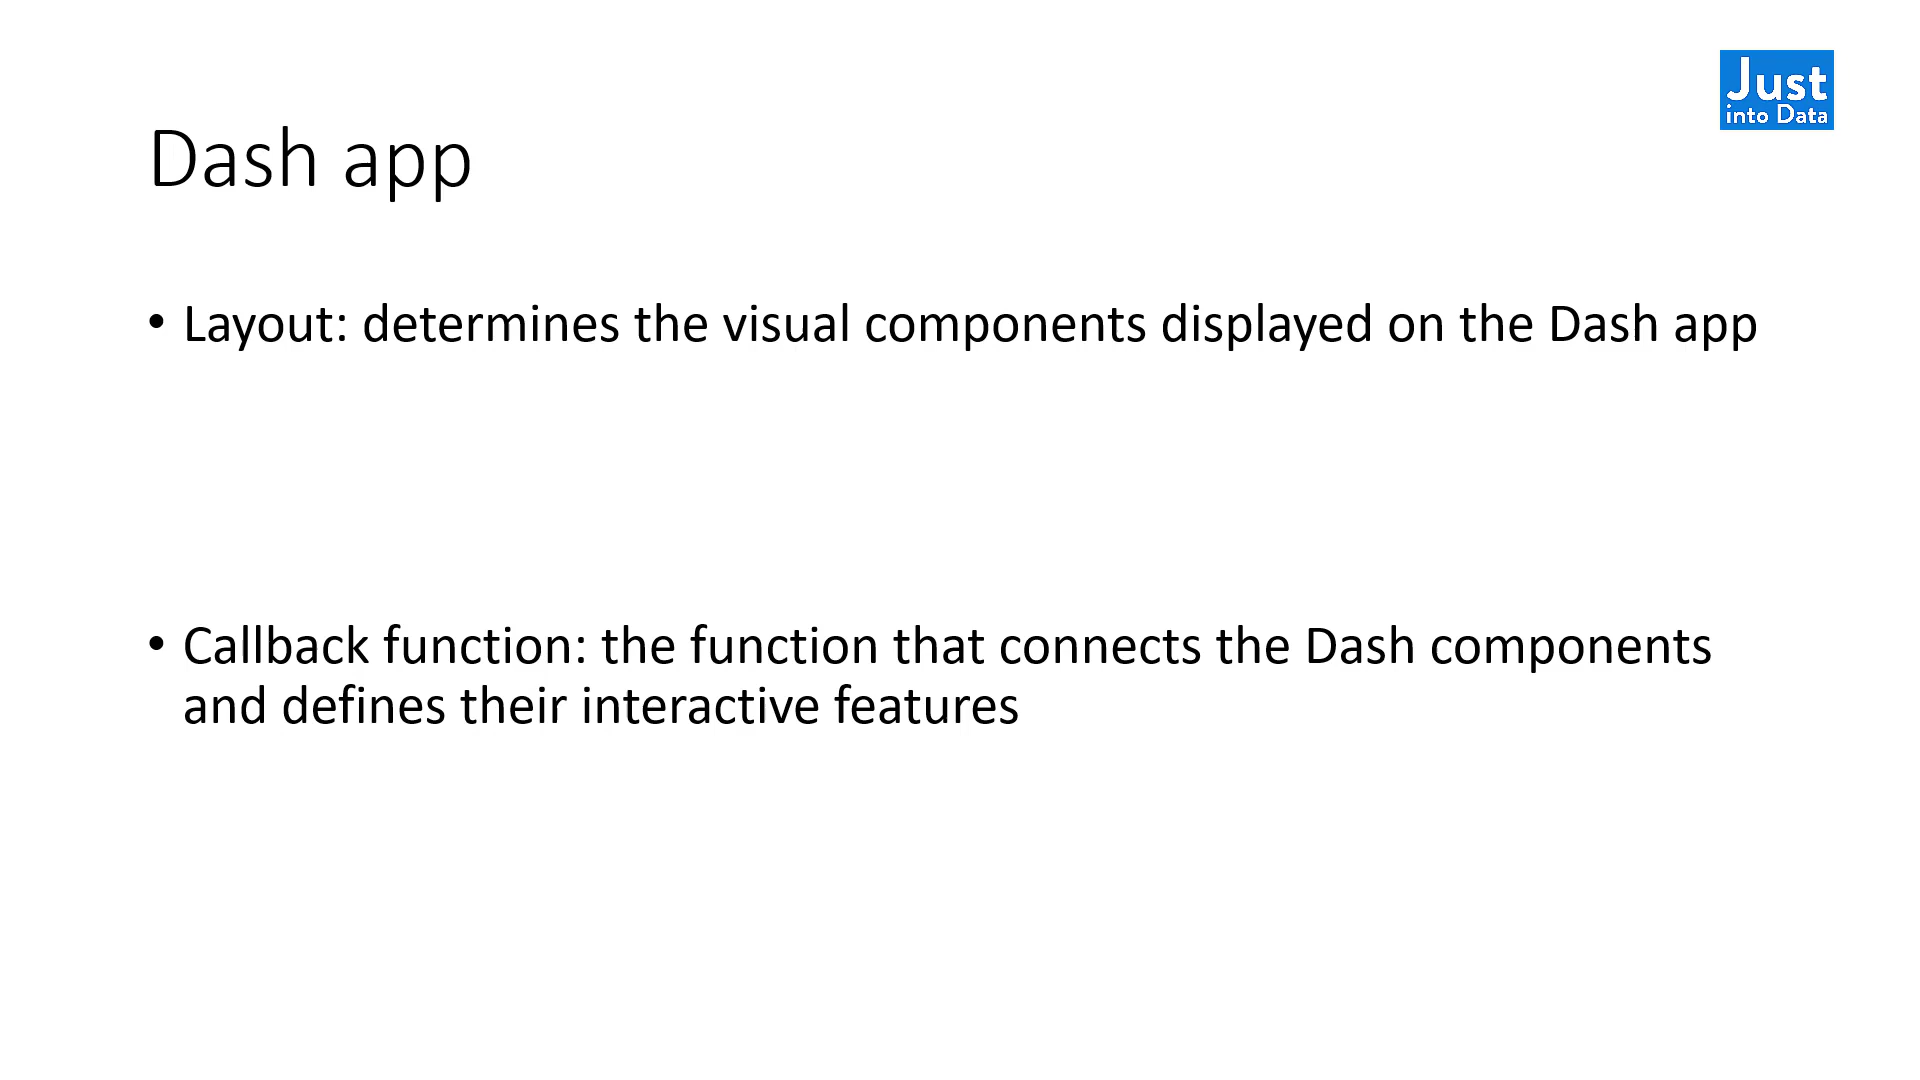 Just
into Data
Dash app
• Layout: determines the visual components displayed on the Dash app
• Callback function: the function that connects the Dash components
and defines their interactive features